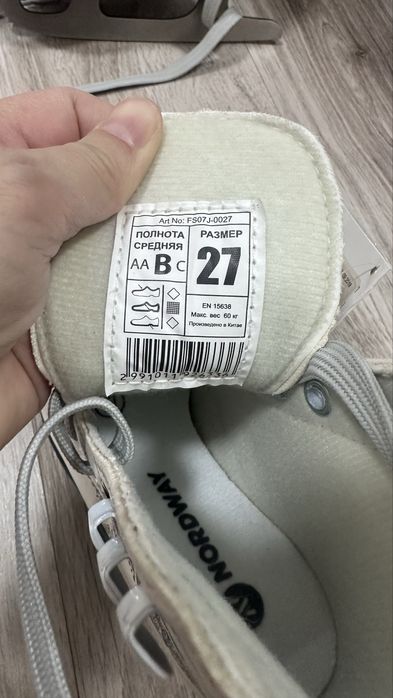 Art No: FS07J-0027
ПОЛНОТА
СРЕДНЯЯ
AA B C
РАЗМЕР
27
EN 15638
Макс. вес 60 кг
Произведено в Китае
NORDWAY